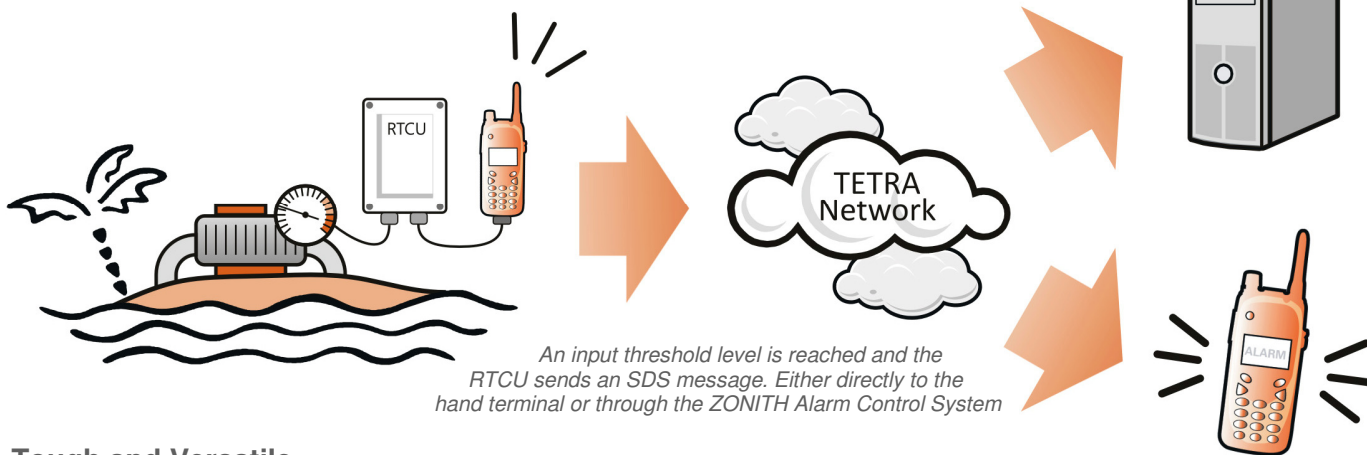 RTCU
TETRA
Network
ALARM
An input threshold level is reached and the
RTCU sends an SDS message. Either directly to the
hand terminal or through the ZONITH Alarm Control System
Tough and Versatile